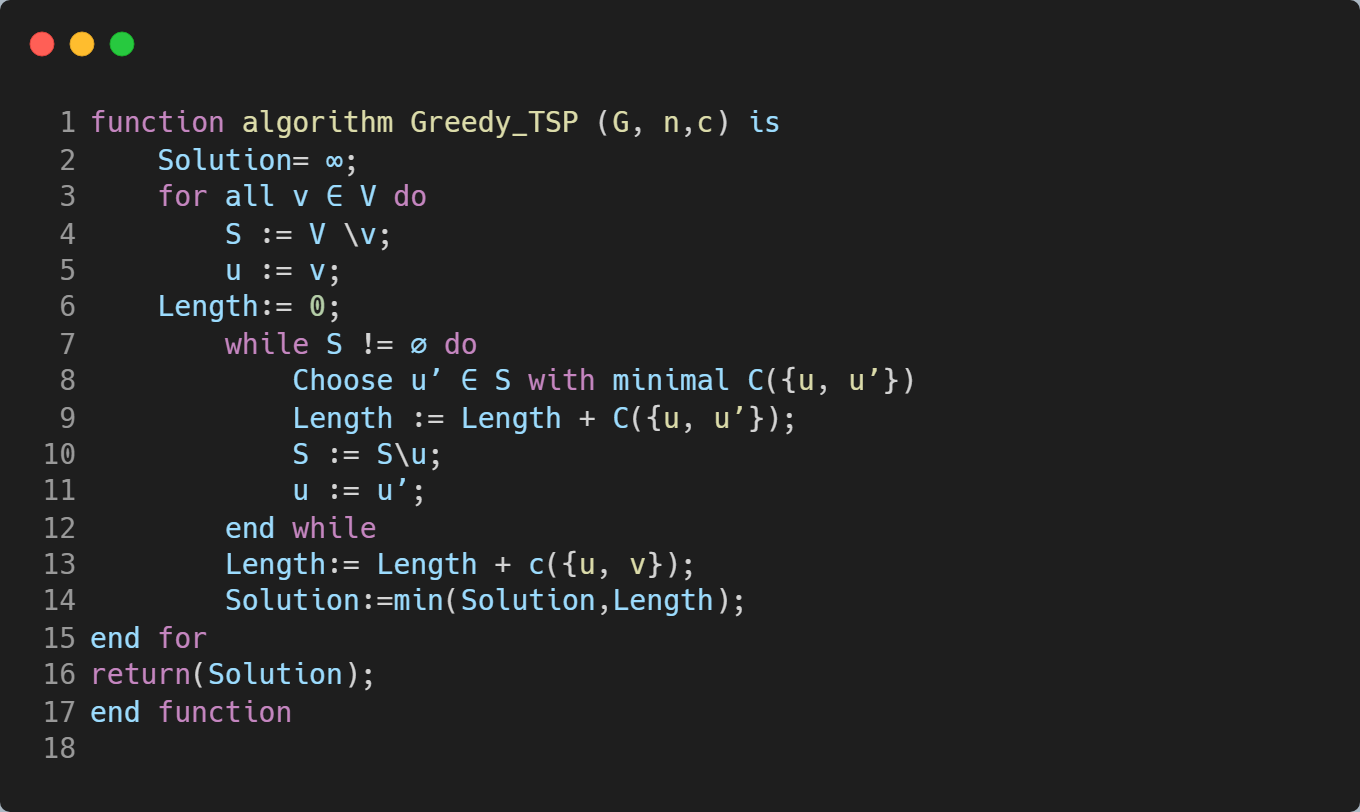 1 function algorithm Greedy_TSP (G, n,c) is
2     Solution= ∞;
3     for all v ∈ V do
4         S := V \v;
5         u := v;
6     Length:= 0;
7         while S != ∅ do
8             Choose u’ ∈ S with minimal C({u, u’})
9             Length := Length + C({u, u’});
10             S := S\u;
11             u := u’;
12         end while
13         Length:= Length + c({u, v});
14         Solution:=min(Solution,Length);
15 end for
16 return(Solution);
17 end function
18